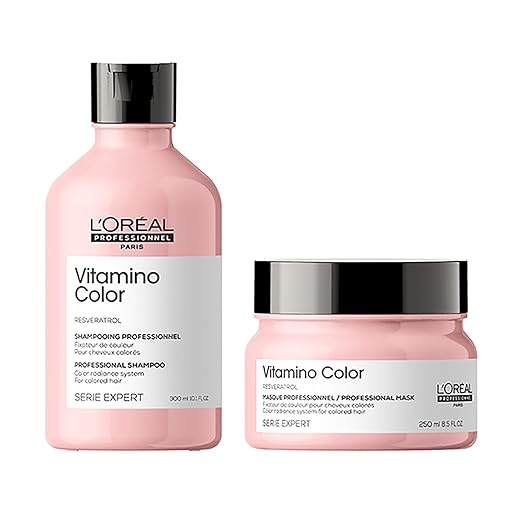 L'ORÉAL
PROFESSIONNEL
PARIS
Vitamino
Color
RESVERATROL
SHAMPOOING PROFESSIONNEL
Fixateur de couleur
Pour cheveux colorés
PROFESSIONAL SHAMPOO
Color radiance system
For colored hair
SERIE EXPERT
300 ml 10.1 FL.OZ
Vitamino Color
RESVERATROL
MASQUE PROFESSIONNEL / PROFESSIONAL MASK
Fixateur de couleur pour cheveux colorés
Color radiance system for colored hair
SERIE EXPERT
L'ORÉAL
PROFESSIONNEL
PARIS
250 ml 8.5 FL.OZ